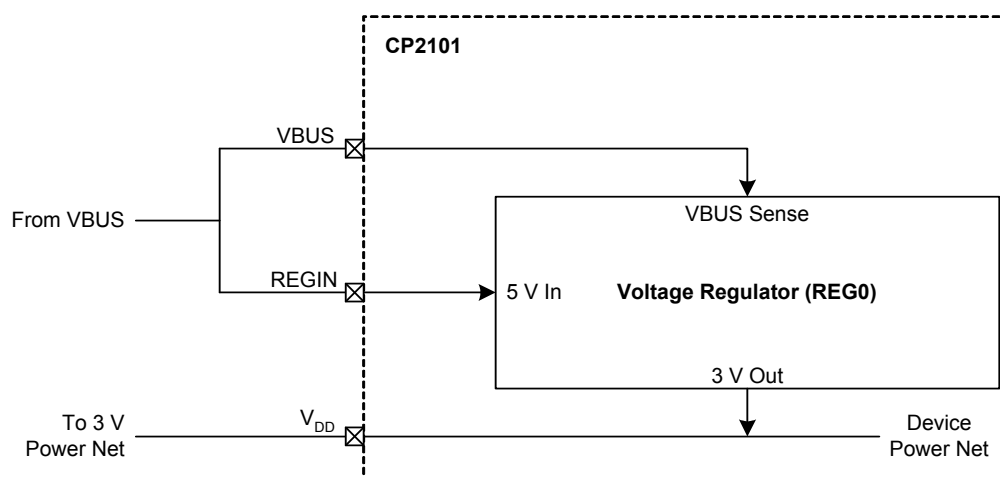 CP2101
VBUS
From VBUS
VBUS Sense
REGIN
5 V In
Voltage Regulator (REG0)
3 V Out
To 3 V
Power Net
VDD
Device
Power Net